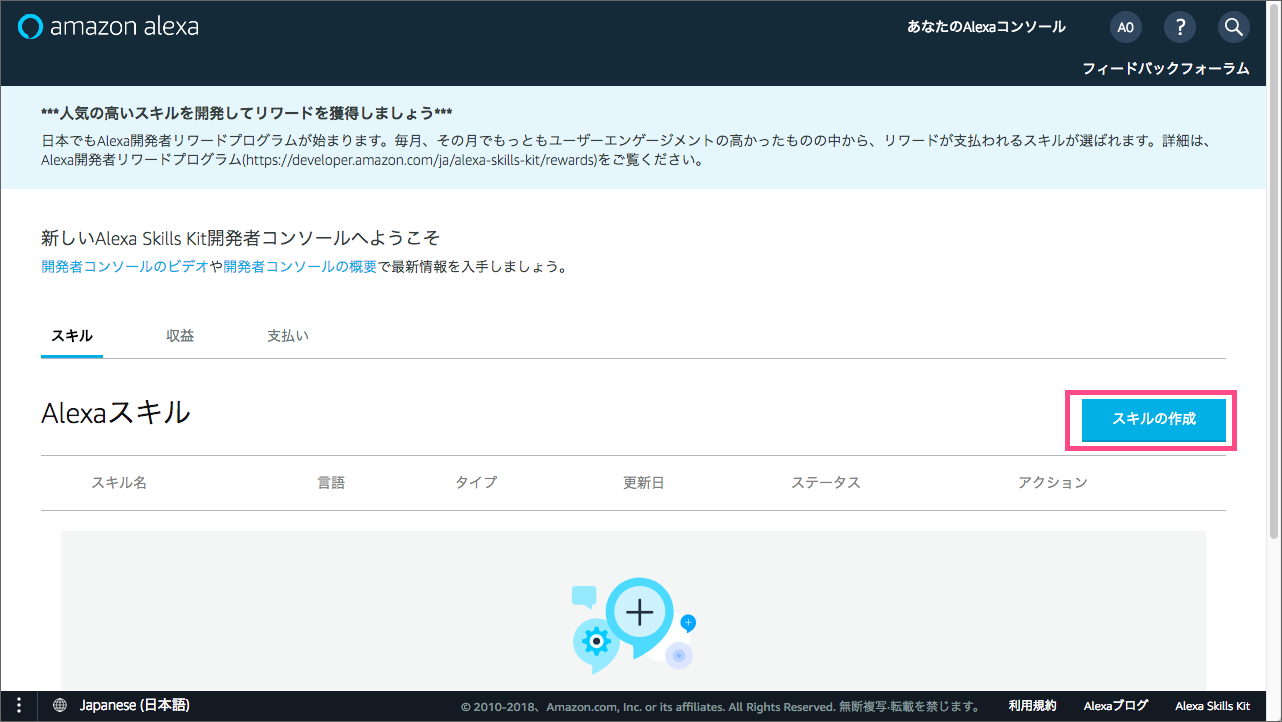 amazon alexa
あなたのAlexaコンソール
AO
?
フィードバックフォーラム
***人気の高いスキルを開発してリワードを獲得しましょう***
日本でもAlexa開発者リワードプログラムが始まります。毎月、その月でもっともユーザーエンゲージメントの高かったものの中から、リワードが支払われるスキルが選ばれます。詳細は、
Alexa開発者リワードプログラム(https://developer.amazon.com/ja/alexa-skills-kit/rewards)をご覧ください。
新しいAlexa Skills Kit開発者コンソールへようこそ
開発者コンソールのビデオや開発者コンソールの概要で最新情報を入手しましょう。
スキル 収益 支払い
Alexaスキル
スキルの作成
スキル名 言語 タイプ 更新日 ステータス アクション
Japanese (日本語)
© 2010-2018、Amazon.com, Inc. or its affiliates. All Rights Reserved. 無断複写·転載を禁じます。
利用規約 Alexaブログ Alexa Skills Kit